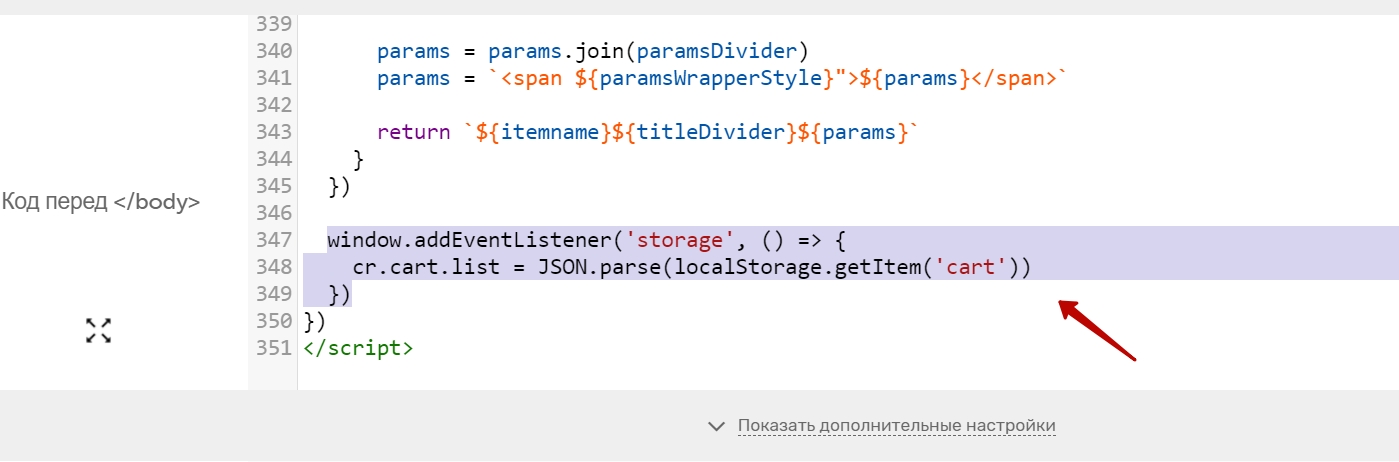 339
340 params = params.join(paramsDivider)
341 params = `<span ${paramsWrapperStyle}">${params}</span>`
342
343 return `${itemname}${titleDivider}${params}`
344 }
345 })
Код перед </body>
346
347 window.addEventListener('storage', () => {
348 cr.cart.list = JSON.parse(localStorage.getItem('cart'))
349 })
350 })
351 </script>
Показать дополнительные настройки